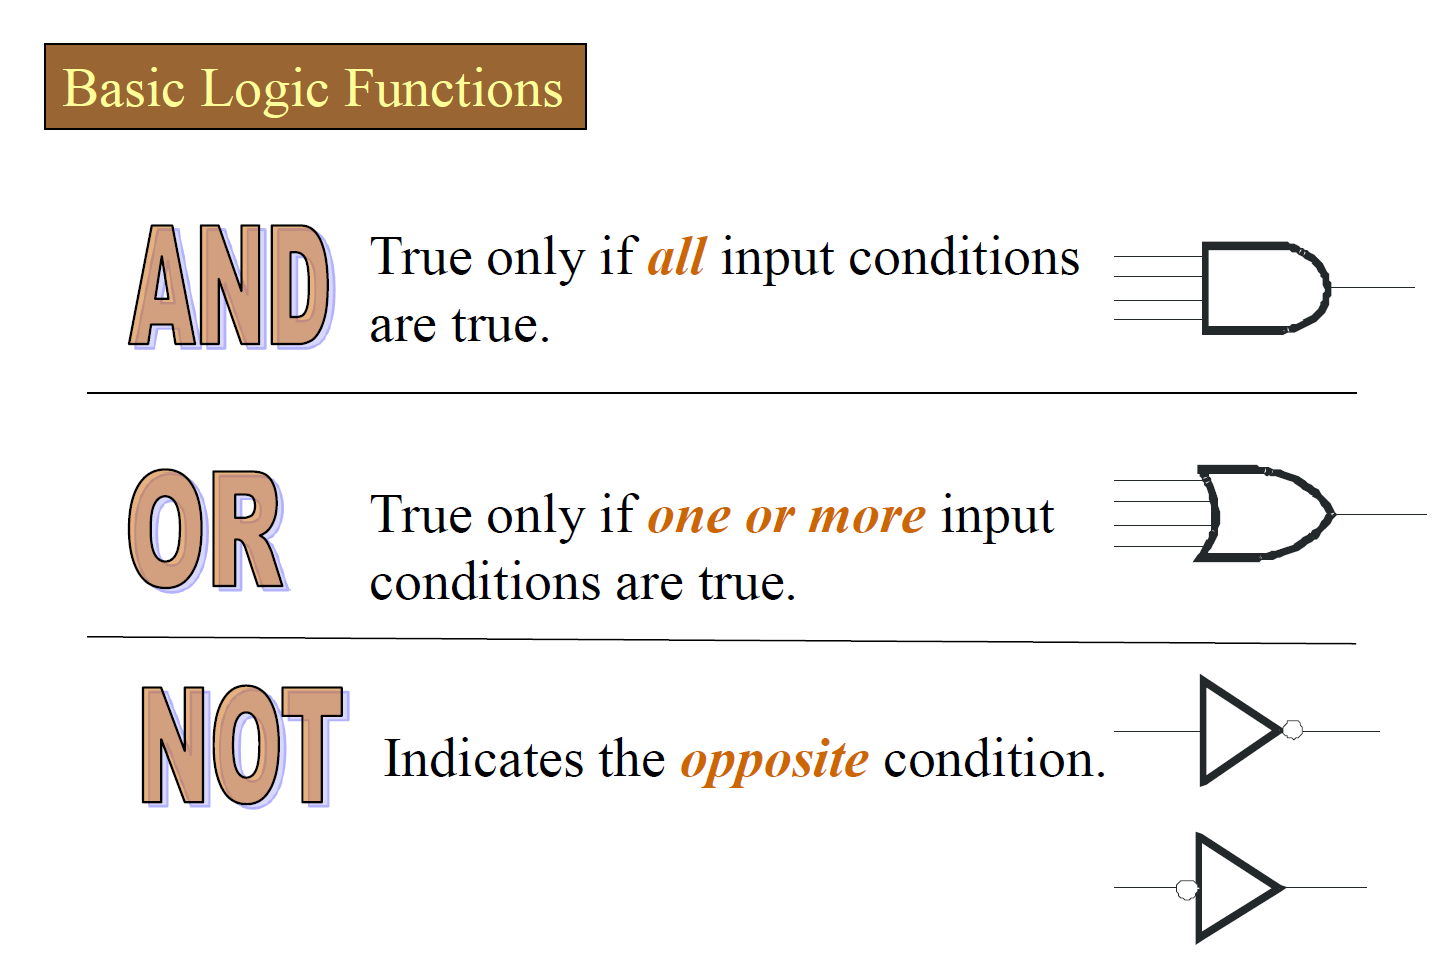 Basic Logic Functions
AND
True only if all input conditions
are true.
OR
True only if one or more input
conditions are true.
NOT
Indicates the opposite condition.